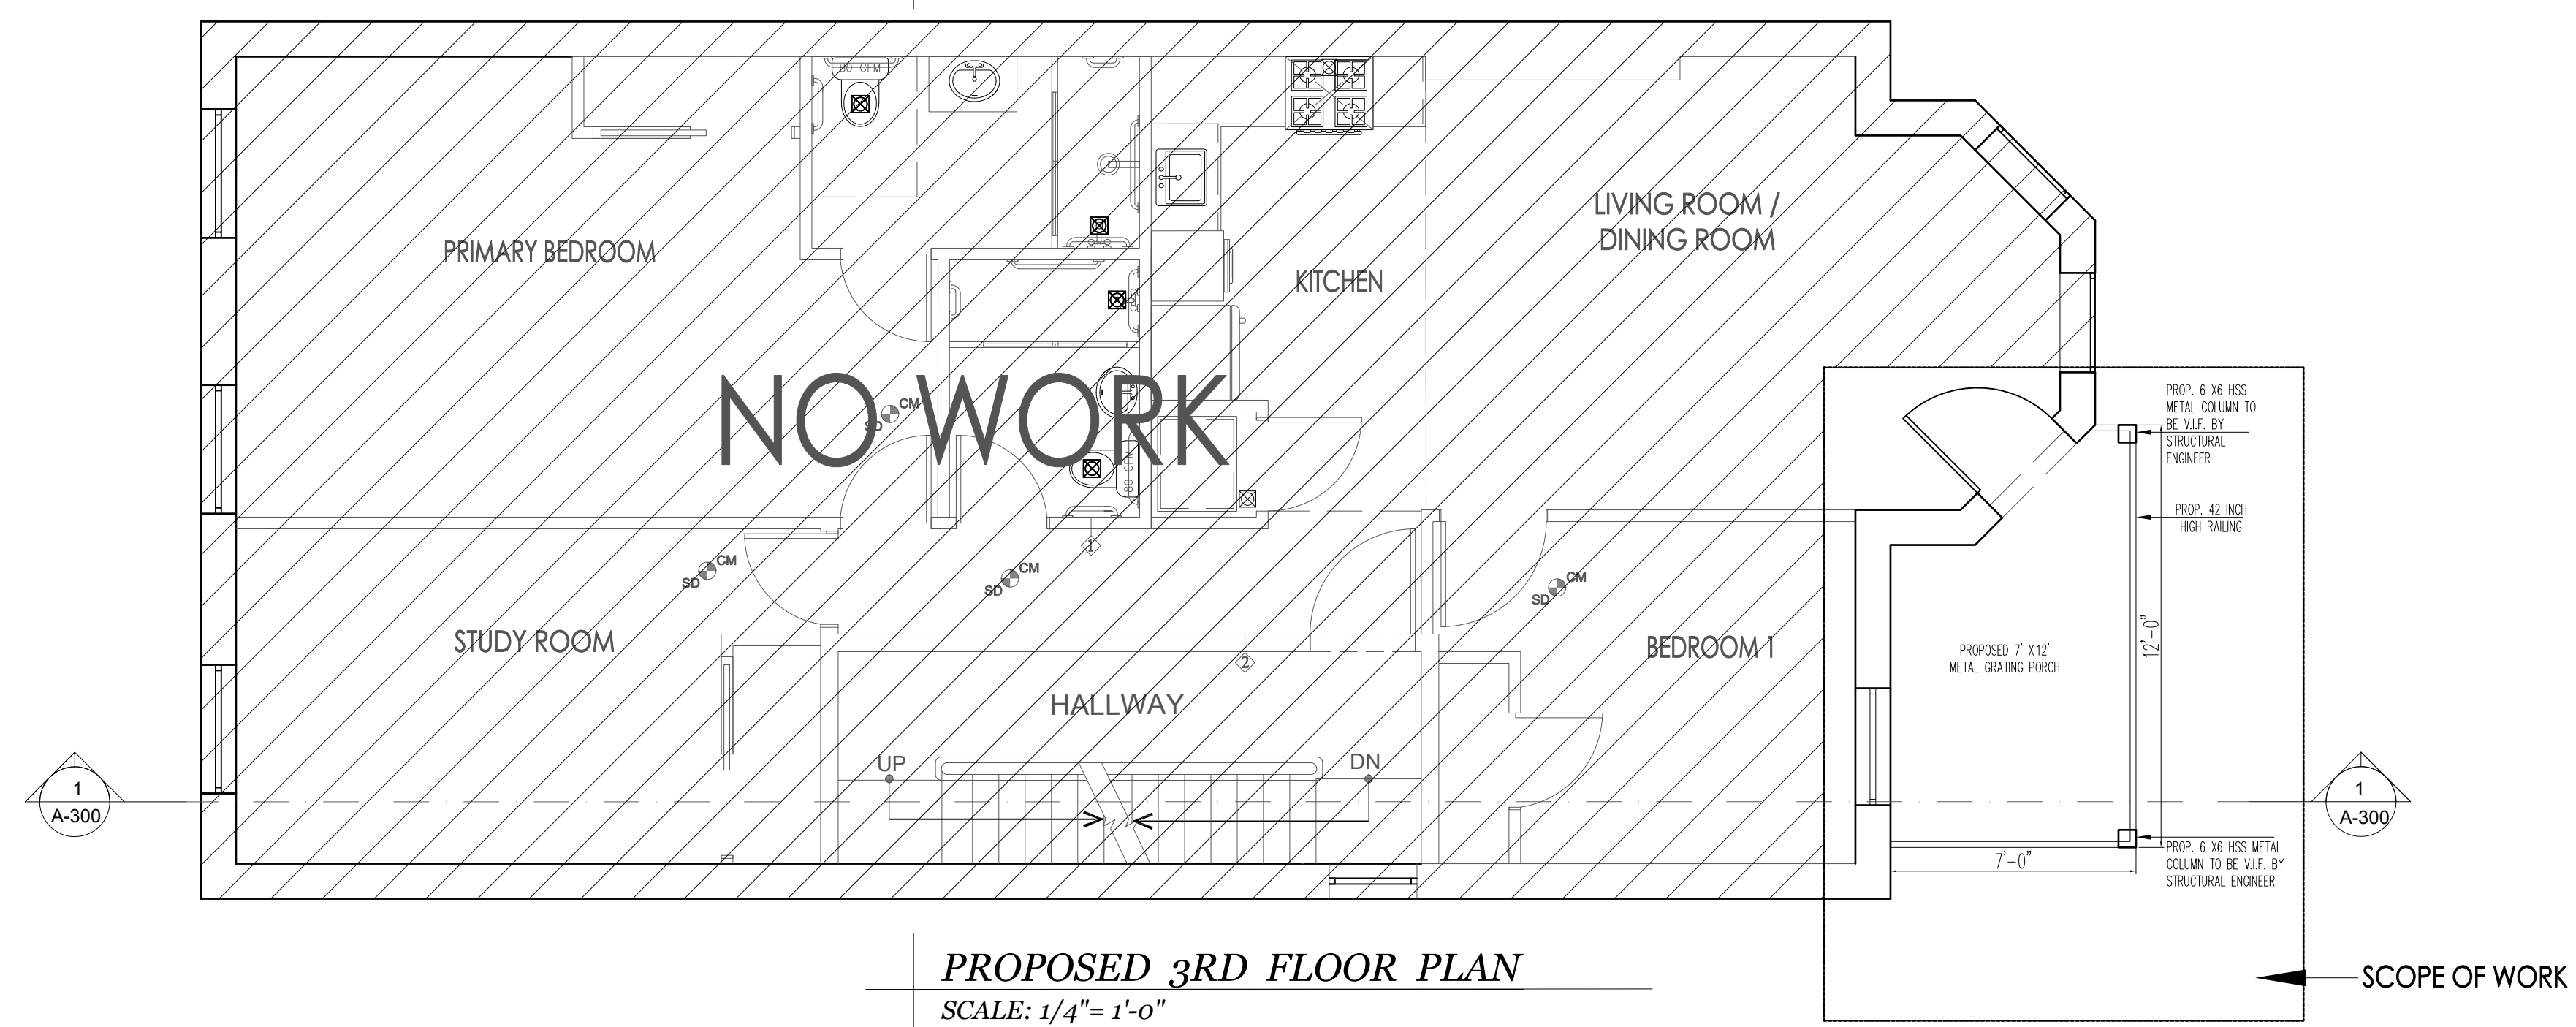 80 CFM
PRIMARY BEDROOM
LIVING ROOM /
DINING ROOM
KITCHEN
NO WORK
CM
SD
80 CFM
1
CM
SD
CM
SD
CM
SD
STUDY ROOM
BEDROOM 1
2
HALLWAY
UP
DN
PROP. 6 X6 HSS
METAL COLUMN TO
BE V.I.F. BY
STRUCTURAL
ENGINEER
PROP. 42 INCH
HIGH RAILING
12'-0"
PROPOSED 7' X12'
METAL GRATING PORCH
1
A-300
1
A-300
PROP. 6 X6 HSS METAL
COLUMN TO BE V.I.F. BY
STRUCTURAL ENGINEER
7'-0"
PROPOSED 3RD FLOOR PLAN
SCALE: 1/4"= 1'-0"
SCOPE OF WORK